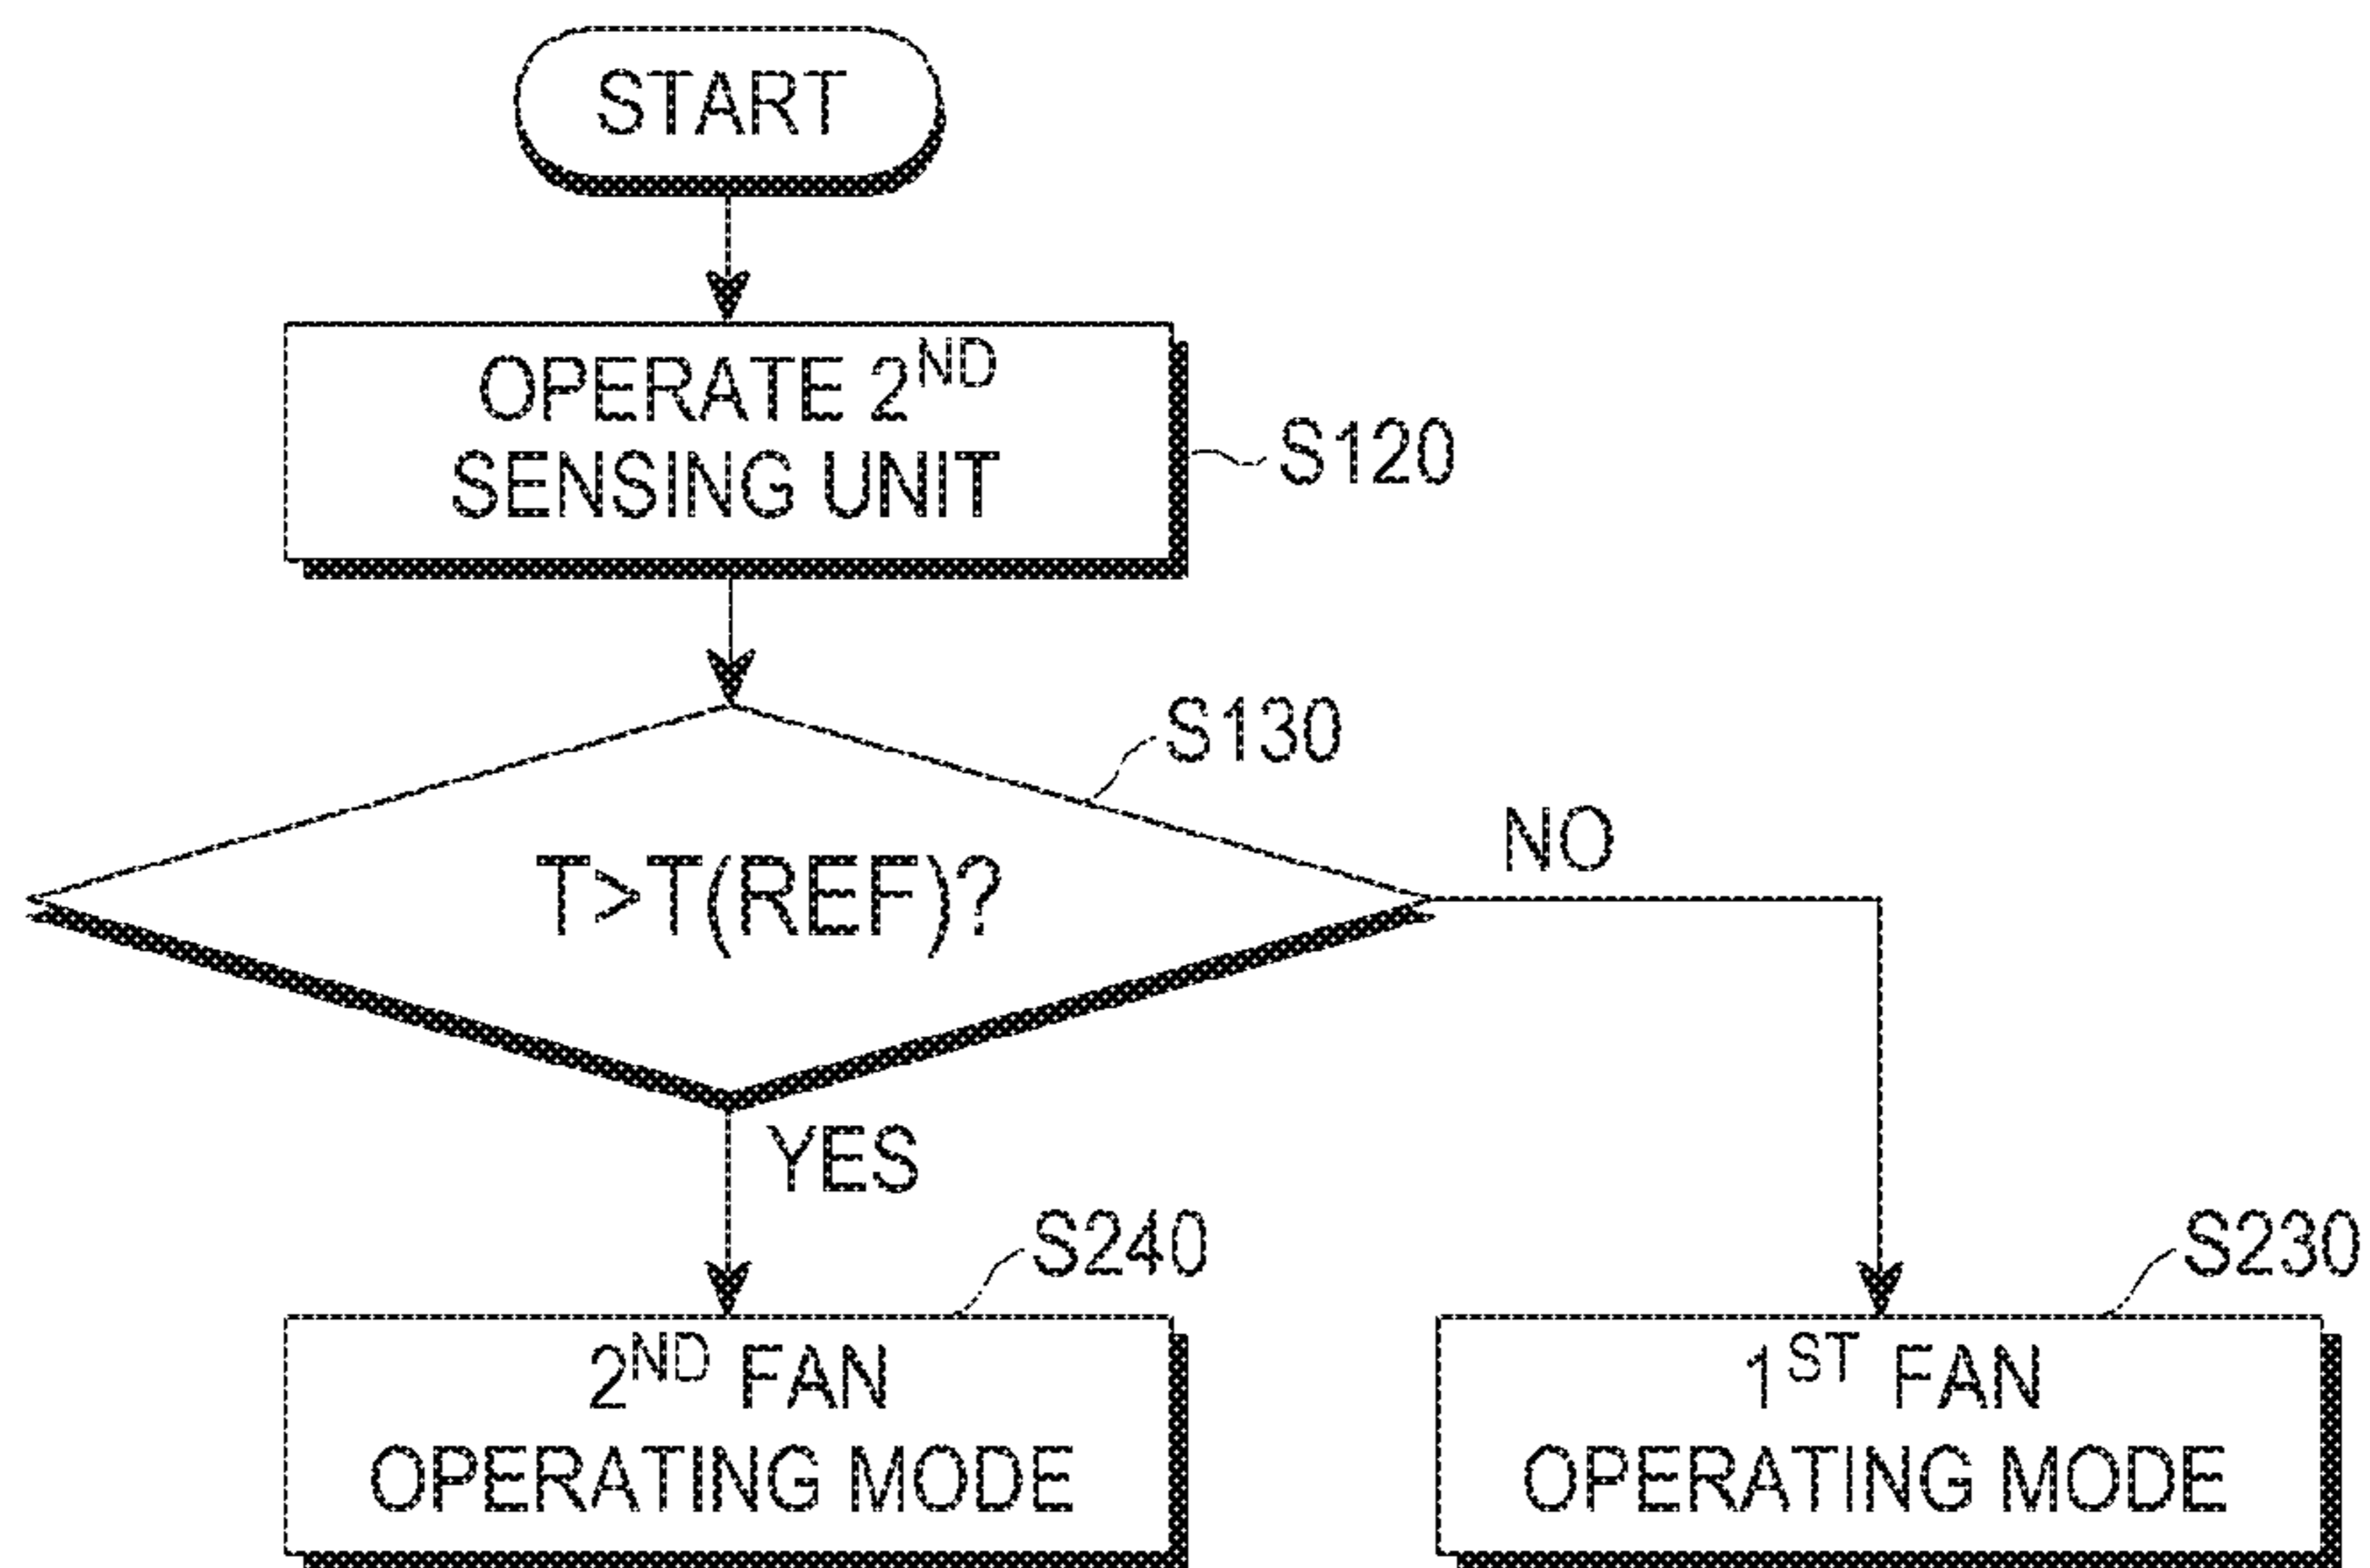 START
OPERATE 2ND
SENSING UNIT
S120
S130
T>T(REF)?
NO
YES
S240
S230
2ND FAN
OPERATING MODE
1ST FAN
OPERATING MODE